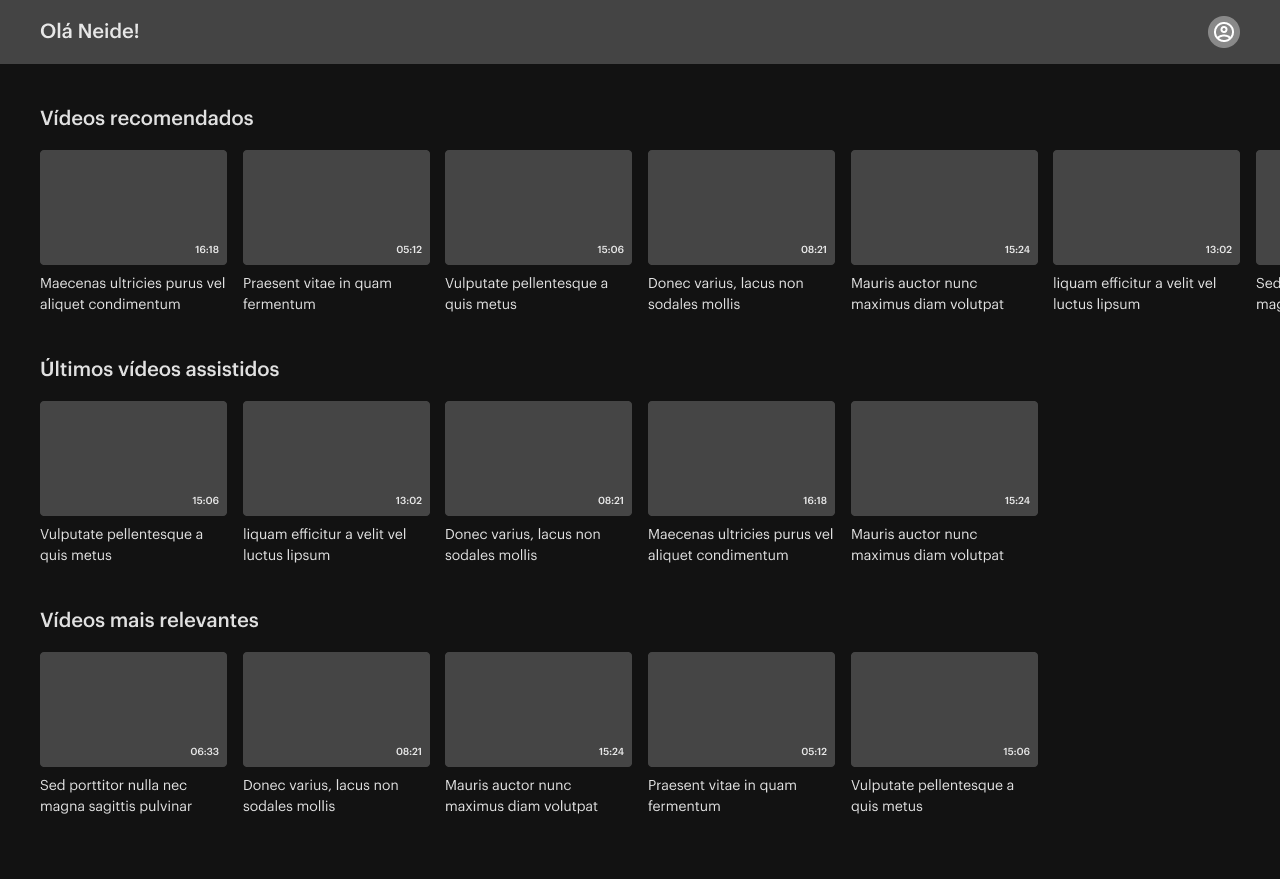 Olá Neide!
Vídeos recomendados
16:18
05:12
15:06
08:21
15:24
13:02
Maecenas ultricies purus vel
aliquet condimentum
Praesent vitae in quam
fermentum
Vulputate pellentesque a
quis metus
Donec varius, lacus non
sodales mollis
Mauris auctor nunc
maximus diam volutpat
liquam efficitur a velit vel
luctus lipsum
Sed
mag
Últimos vídeos assistidos
15:06
13:02
08:21
16:18
15:24
Vulputate pellentesque a
quis metus
liquam efficitur a velit vel
luctus lipsum
Donec varius, lacus non
sodales mollis
Maecenas ultricies purus vel
aliquet condimentum
Mauris auctor nunc
maximus diam volutpat
Vídeos mais relevantes
06:33
08:21
15:24
05:12
15:06
Sed porttitor nulla nec
magna sagittis pulvinar
Donec varius, lacus non
sodales mollis
Mauris auctor nunc
maximus diam volutpat
Praesent vitae in quam
fermentum
Vulputate pellentesque a
quis metus